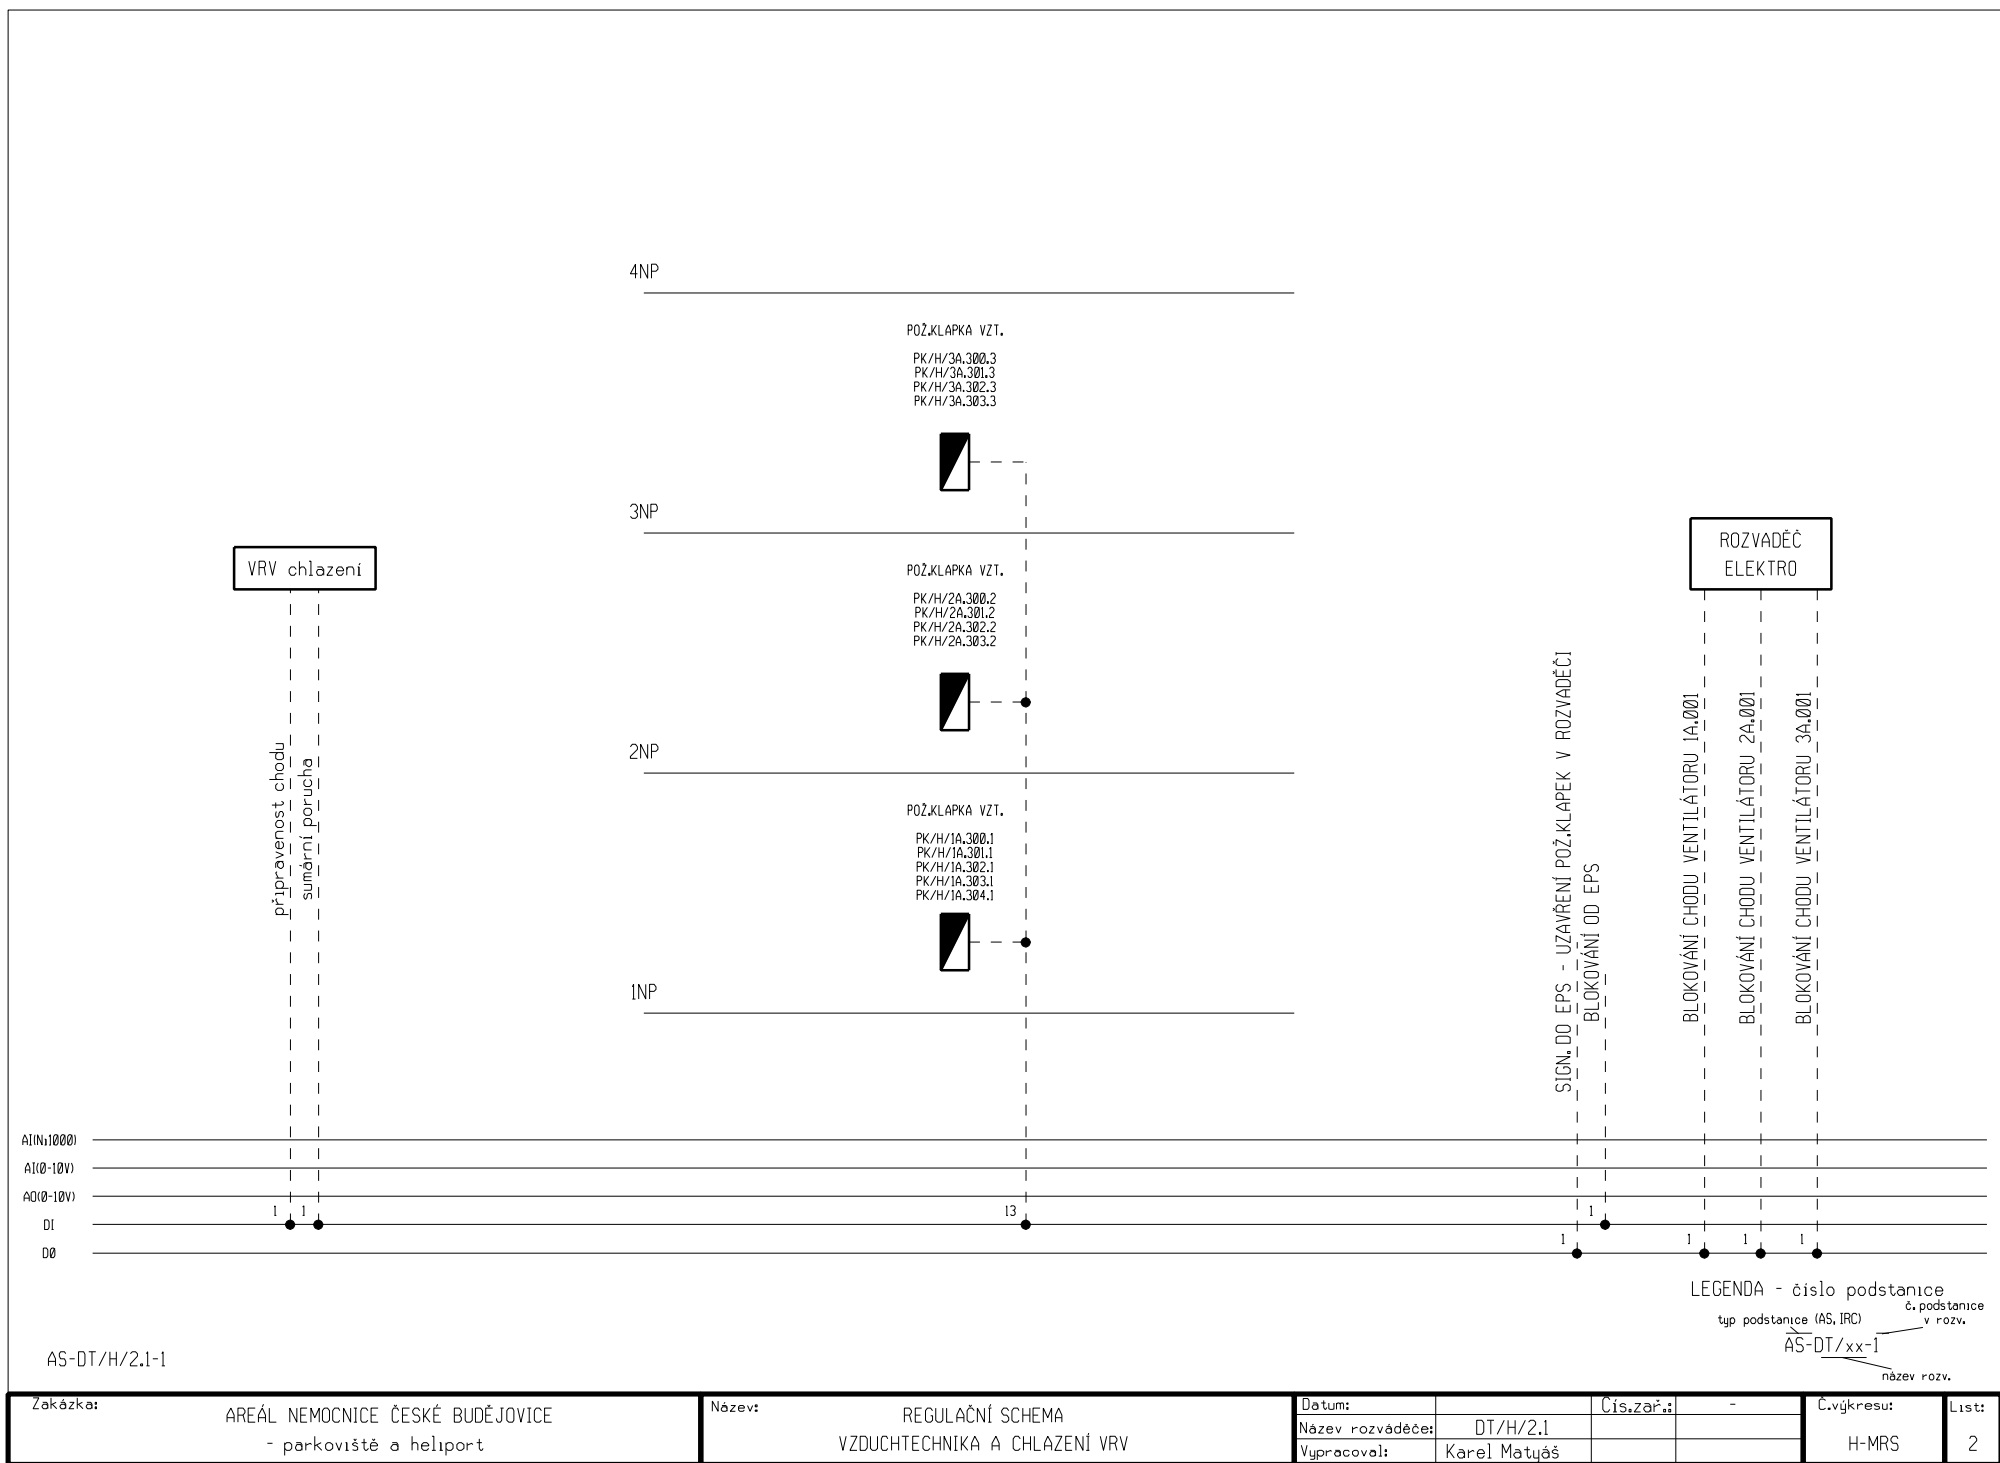 4NP
POŽ.KLAPKA VZT.
PK/H/3A.300.3
PK/H/3A.301.3
PK/H/3A.302.3
PK/H/3A.303.3
3NP
VRV chlazení
POŽ.KLAPKA VZT.
PK/H/2A.300.2
PK/H/2A.301.2
PK/H/2A.302.2
PK/H/2A.303.2
2NP
POŽ.KLAPKA VZT.
PK/H/1A.300.1
PK/H/1A.301.1
PK/H/1A.302.1
PK/H/1A.303.1
PK/H/1A.304.1
1NP
ROZVADĚČ
ELEKTRO
připravenost chodu
sumární porucha
SIGN. DO EPS - UZAVŘENÍ POŽ.KLAPEK V ROZVADĚČI
BLOKOVÁNÍ OD EPS
BLOKOVÁNÍ CHODU VENTILÁTORU 1A.001
BLOKOVÁNÍ CHODU VENTILÁTORU 2A.001
BLOKOVÁNÍ CHODU VENTILÁTORU 3A.001
AI(Ni1000)
AI(0-10V)
AO(0-10V)
DI
1
1
13
1
DO
1
1
1
1
LEGENDA - číslo podstanice
č. podstanice
v rozv.
typ podstanice (AS, IRC)
AS-DT/xx-1
název rozv.
AS-DT/H/2.1-1
Zakázka:
AREÁL NEMOCNICE ČESKÉ BUDĚJOVICE
- parkoviště a heliport
Název:
REGULAČNÍ SCHEMA
VZDUCHTECHNIKA A CHLAZENÍ VRV
Datum:
Čís.zař.:
-
Název rozváděče:
DT/H/2.1
Vypracoval:
Karel Matyáš
Č.výkresu:
H-MRS
List:
2